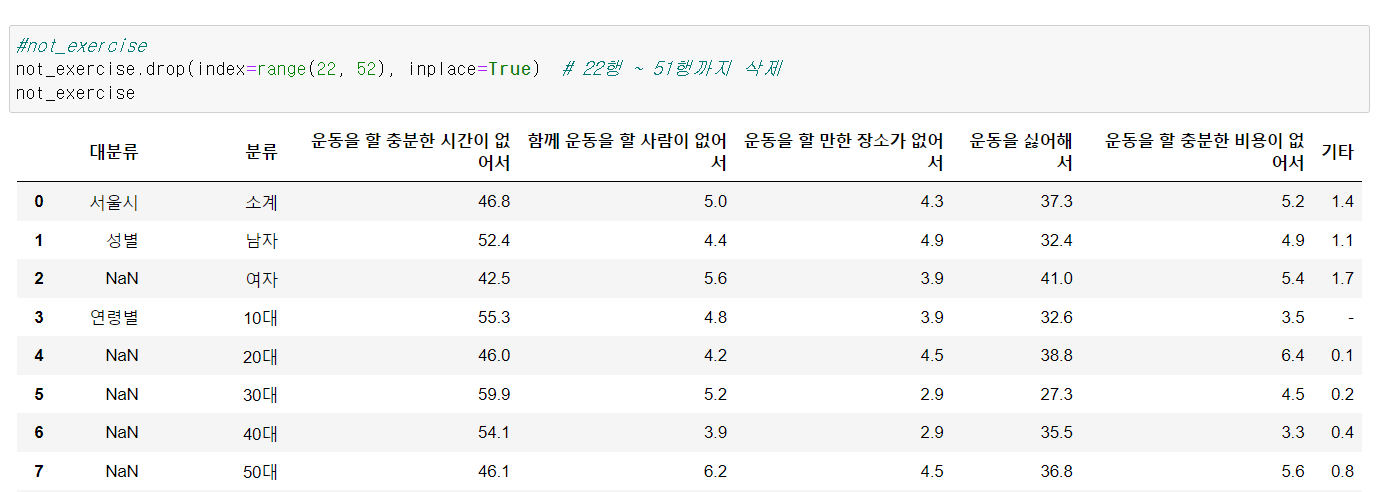 #not_exercise
not_exercise.drop(index=range(22, 52), inplace=True)  # 22행 ~ 51행까지 삭제
not_exercise
대분류 분류 운동을 할 충분한 시간이 없어서 함께 운동을 할 사람이 없어서 운동을 할 만한 장소가 없어서 운동을 싫어해서 운동을 할 충분한 비용이 없어서 기타
0 서울시 소계 46.8 5.0 4.3 37.3 5.2 1.4
1 성별 남자 52.4 4.4 4.9 32.4 4.9 1.1
2 NaN 여자 42.5 5.6 3.9 41.0 5.4 1.7
3 연령별 10대 55.3 4.8 3.9 32.6 3.5 -
4 NaN 20대 46.0 4.2 4.5 38.8 6.4 0.1
5 NaN 30대 59.9 5.2 2.9 27.3 4.5 0.2
6 NaN 40대 54.1 3.9 2.9 35.5 3.3 0.4
7 NaN 50대 46.1 6.2 4.5 36.8 5.6 0.8